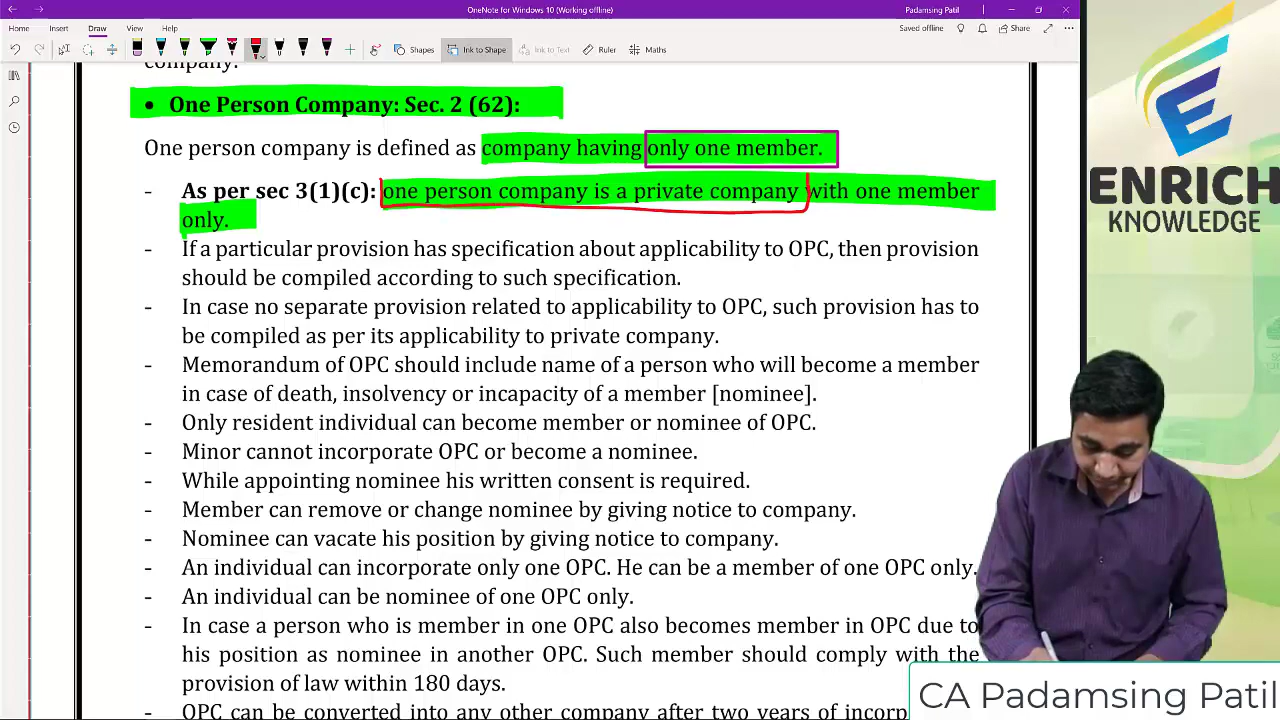 OneNote for Windows 10 (Working offline)
Padamsing Patil
Home Insert Draw View Help
Saved offline
Share
Shapes
Ink to Shape
Ink to Text
Ruler
Maths
company.
• One Person Company: Sec. 2 (62):
One person company is defined as company having only one member.
- As per sec 3(1)(c): one person company is a private company with one member
only.
- If a particular provision has specification about applicability to OPC, then provision
should be compiled according to such specification.
- In case no separate provision related to applicability to OPC, such provision has to
be compiled as per its applicability to private company.
- Memorandum of OPC should include name of a person who will become a member
in case of death, insolvency or incapacity of a member [nominee].
- Only resident individual can become member or nominee of OPC.
- Minor cannot incorporate OPC or become a nominee.
- While appointing nominee his written consent is required.
- Member can remove or change nominee by giving notice to company.
- Nominee can vacate his position by giving notice to company.
- An individual can incorporate only one OPC. He can be a member of one OPC only.
- An individual can be nominee of one OPC only.
- In case a person who is member in one OPC also becomes member in OPC due to
his position as nominee in another OPC. Such member should comply with the
provision of law within 180 days.
- OPC can be converted into any other company after two years of
ENRICH
KNOWLEDGE
CA Padamsing Patil